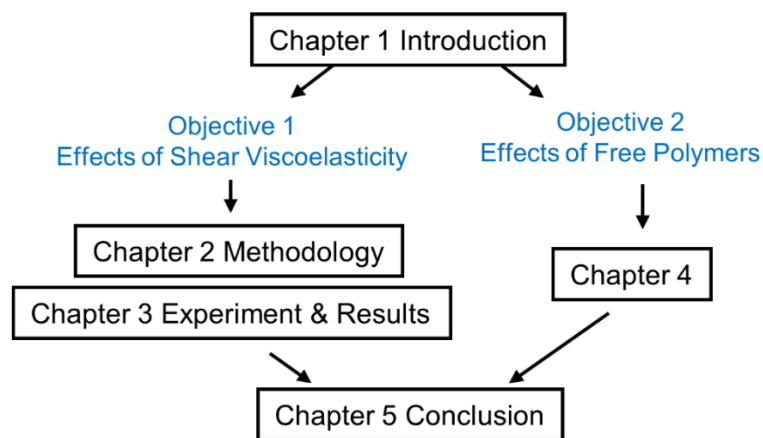 Chapter 1 Introduction
Objective 1
Effects of Shear Viscoelasticity
Objective 2
Effects of Free Polymers
Chapter 2 Methodology
Chapter 3 Experiment & Results
Chapter 4
Chapter 5 Conclusion